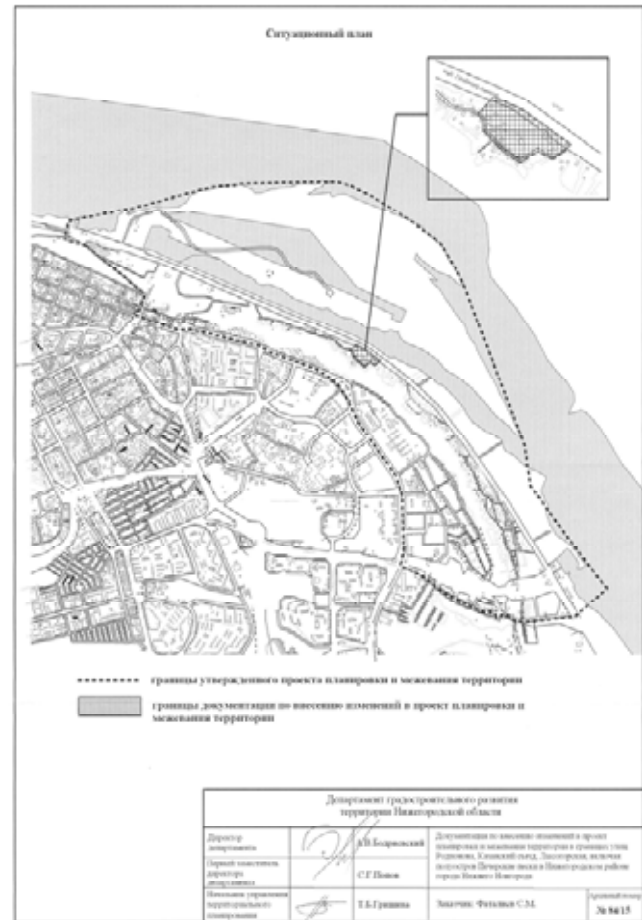 Ситуационный план
границы утвержденного проекта планировки и межевания территории
границы документации по внесению изменений в проект планировки и
межевания территории
Департамент градостроительного развития
территории Нижегородской области
Директор
департамента
Первый заместитель
директора
департамента
С.Г.Попов
Начальник управления
территориального
планирования
Т.Б.Гришина
Документация по внесению изменений в проект
планировки и межевания территории в границах улиц
Родионова, Казанский съезд, Лысогорская, включая
полуостров Печерские пески в Нижегородском районе
города Нижнего Новгорода
Заказчик: С.М.
№ 84/15